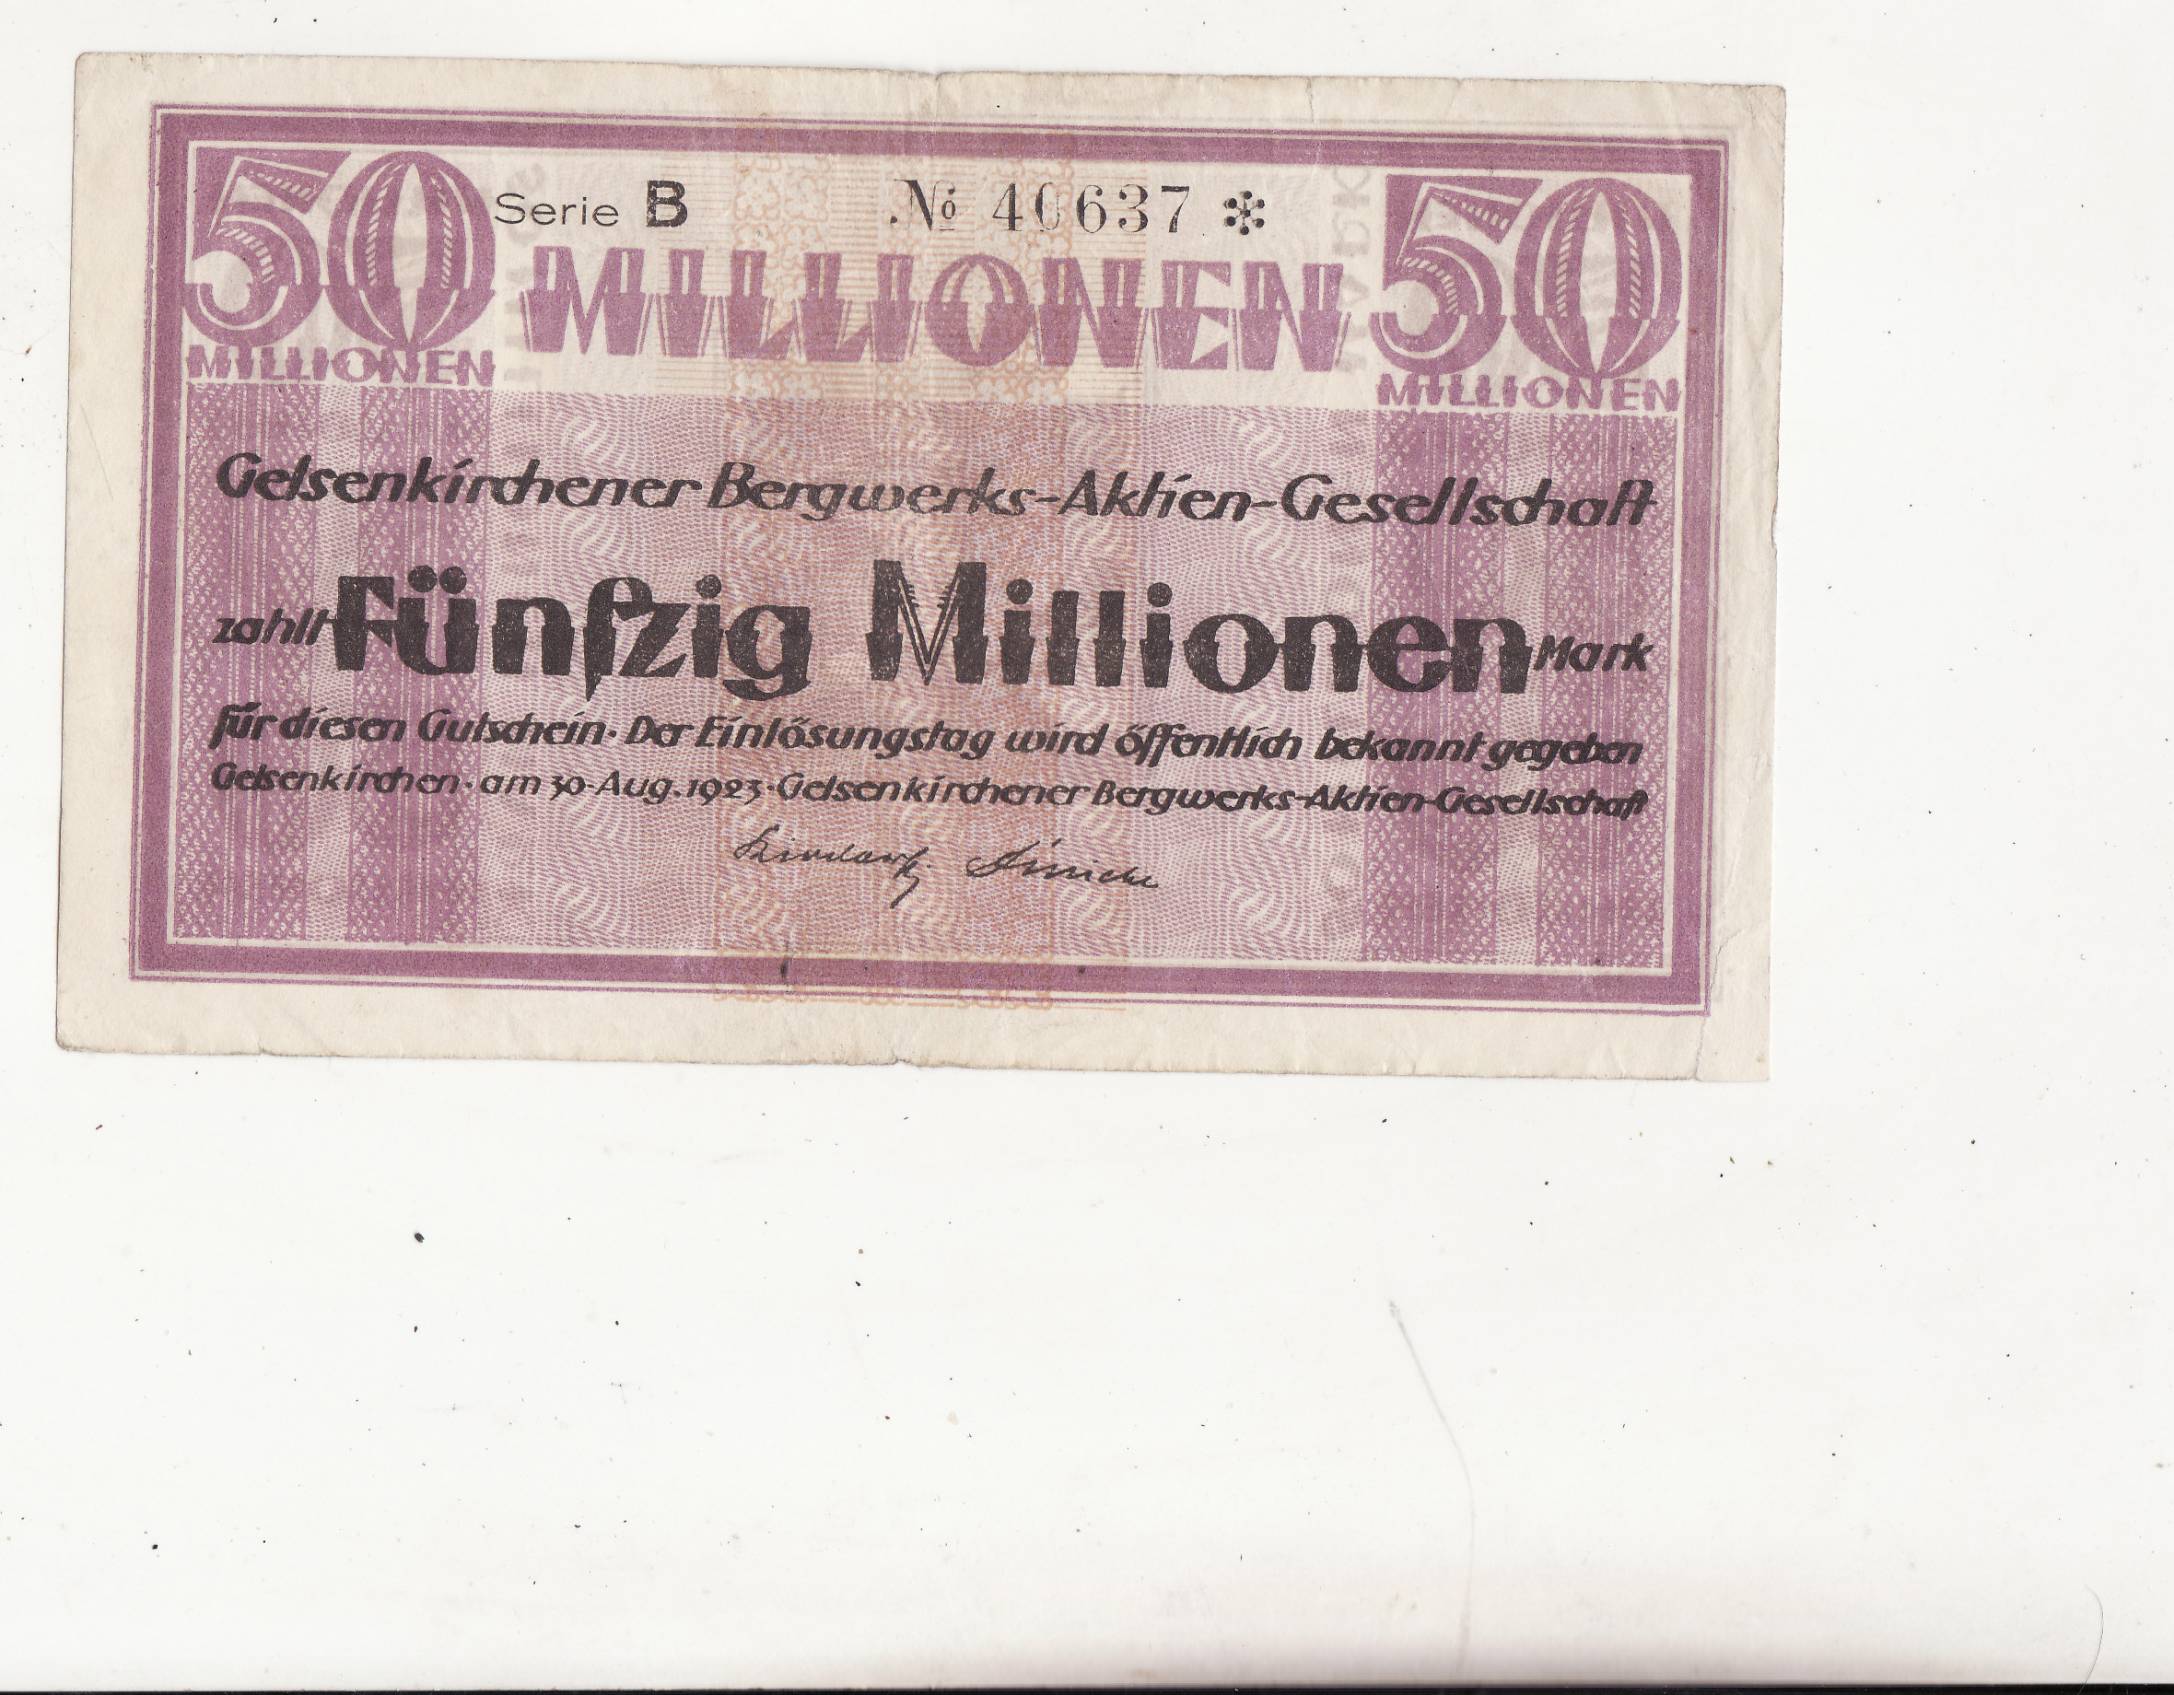 50 Serie B № 40637 ✻ 50
MILLIONEN
MILLIONEN MILLIONEN
Gelsenkirchener Bergwerks-Aktien-Gesellschaft
zahlt Fünfzig Millionen Mark
für diesen Gutschein. Der Einlösungstag wird öffentlich bekannt gegeben
Gelsenkirchen. am 30. Aug. 1923. Gelsenkirchener Bergwerks-Aktien-Gesellschaft
Kirdorf.